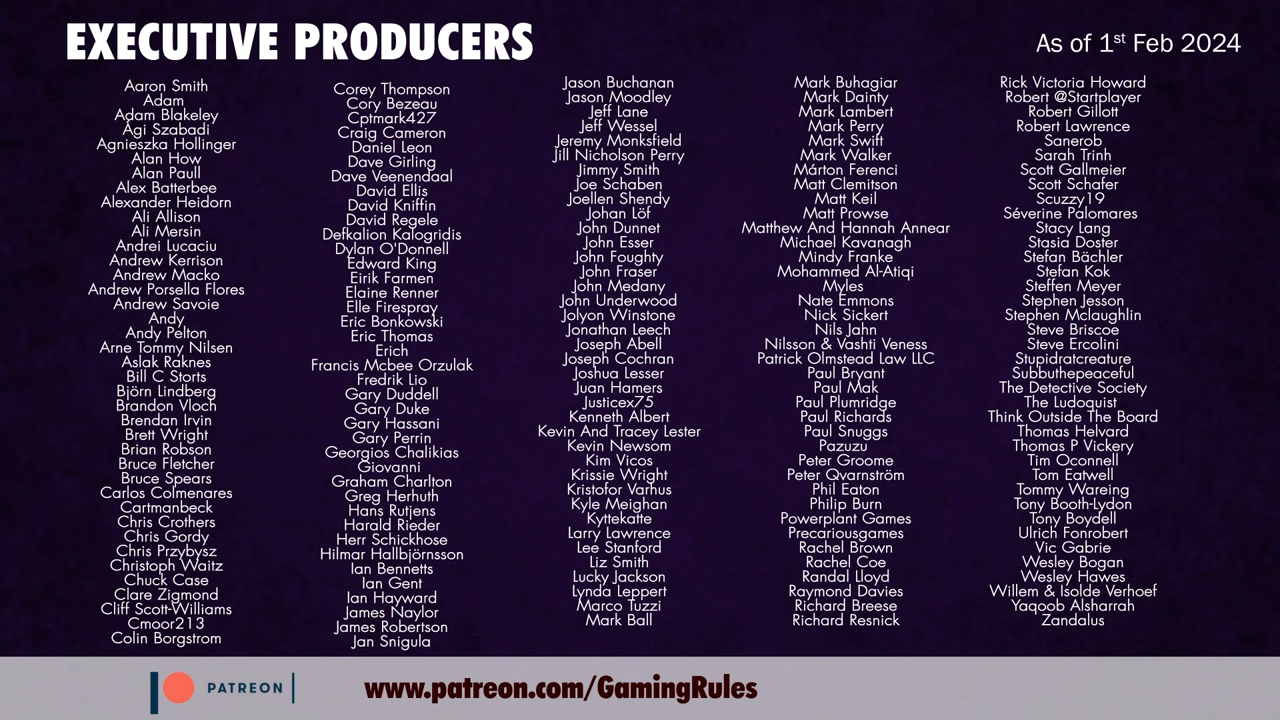 EXECUTIVE PRODUCERS
As of 1st Feb 2024
Aaron Smith
Adam
Adam Blakeley
Ági Szabadi
Agnieszka Hollinger
Alan How
Alan Paull
Alex Batterbee
Alexander Heidorn
Ali Allison
Ali Mersin
Andrei Lucaciu
Andrew Kerrison
Andrew Macko
Andrew Porsella Flores
Andrew Savoie
Andy
Andy Pelton
Arne Tommy Nilsen
Aslak Raknes
Bill C Storts
Björn Lindberg
Brandon Vloch
Brendan Irvin
Brett Wright
Brian Robson
Bruce Fletcher
Bruce Spears
Carlos Colmenares
Cartmanbeck
Chris Crothers
Chris Gordy
Chris Przybysz
Christoph Waitz
Chuck Case
Clare Zigmond
Cliff Scott-Williams
Cmoor213
Colin Borgstrom
Corey Thompson
Cory Bezeau
Cptmark427
Craig Cameron
Daniel Leon
Dave Girling
Dave Veenendaal
David Ellis
David Kniffin
David Regele
Defkalion Kalogridis
Dylan O'Donnell
Edward King
Eirik Farmen
Elaine Renner
Elle Firespray
Eric Bonkowski
Eric Thomas
Erich
Francis Mcbee Orzulak
Fredrik Lio
Gary Duddell
Gary Duke
Gary Hassani
Gary Perrin
Georgios Chalikias
Giovanni
Graham Charlton
Greg Herhuth
Hans Rutjens
Harald Rieder
Herr Schickhose
Hilmar Hallbjörnsson
Ian Bennetts
Ian Gent
Ian Hayward
James Naylor
James Robertson
Jan Snigula
Jason Buchanan
Jason Moodley
Jeff Lane
Jeff Wessel
Jeremy Monksfield
Jill Nicholson Perry
Jimmy Smith
Joe Schaben
Joellen Shendy
Johan Löf
John Dunnet
John Esser
John Foughty
John Fraser
John Medany
John Underwood
Jolyon Winstone
Jonathan Leech
Joseph Abell
Joseph Cochran
Joshua Lesser
Juan Hamers
Justicex75
Kenneth Albert
Kevin And Tracey Lester
Kevin Newsom
Kim Vicos
Krissie Wright
Kristofor Varhus
Kyle Meighan
Kyttekatte
Larry Lawrence
Lee Stanford
Liz Smith
Lucky Jackson
Lynda Leppert
Marco Tuzzi
Mark Ball
Mark Buhagiar
Mark Dainty
Mark Lambert
Mark Perry
Mark Swift
Mark Walker
Márton Ferenci
Matt Clemitson
Matt Keil
Matt Prowse
Matthew And Hannah Annear
Michael Kavanagh
Mindy Franke
Mohammed Al-Atiqi
Myles
Nate Emmons
Nick Sickert
Nils Jahn
Nilsson & Vashti Veness
Patrick Olmstead Law LLC
Paul Bryant
Paul Mak
Paul Plumridge
Paul Richards
Paul Snuggs
Pazuzu
Peter Groome
Peter Qvarnström
Phil Eaton
Philip Burn
Powerplant Games
Precariousgames
Rachel Brown
Rachel Coe
Randal Lloyd
Raymond Davies
Richard Breese
Richard Resnick
Rick Victoria Howard
Robert @Startplayer
Robert Gillott
Robert Lawrence
Sanerob
Sarah Trinh
Scott Gallmeier
Scott Schafer
Scuzzy19
Séverine Palomares
Stacy Lang
Stasia Doster
Stefan Bächler
Stefan Kok
Steffen Meyer
Stephen Jesson
Stephen Mclaughlin
Steve Briscoe
Steve Ercolini
Stupidratcreature
Subbuthepeaceful
The Detective Society
The Ludoquist
Think Outside The Board
Thomas Helvard
Thomas P Vickery
Tim Oconnell
Tom Eatwell
Tommy Wareing
Tony Booth-Lydon
Tony Boydell
Ulrich Fonrobert
Vic Gabrie
Wesley Bogan
Wesley Hawes
Willem & Isolde Verhoef
Yaqoob Alsharrah
Zandalus
PATREON
www.patreon.com/GamingRules